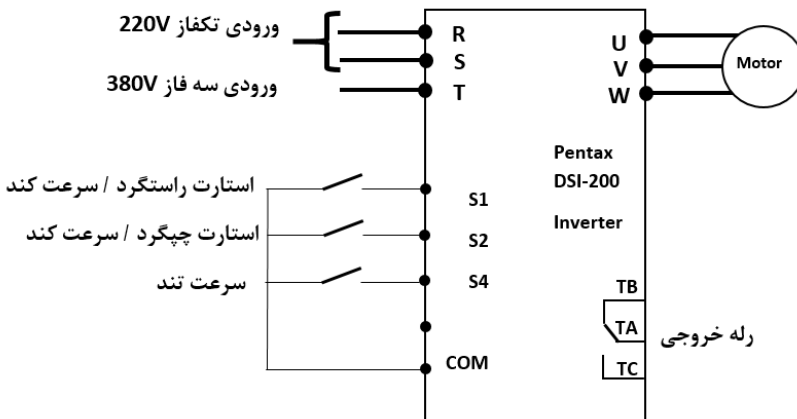 ورودی تکفاز 220V
R
S
ورودی سه فاز 380V
T
U
V
W
Motor
Pentax
DSI-200
Inverter
استارت راستگرد / سرعت کند
S1
استارت چپگرد / سرعت کند
S2
سرعت تند
S4
COM
TB
TA
رله خروجی
TC